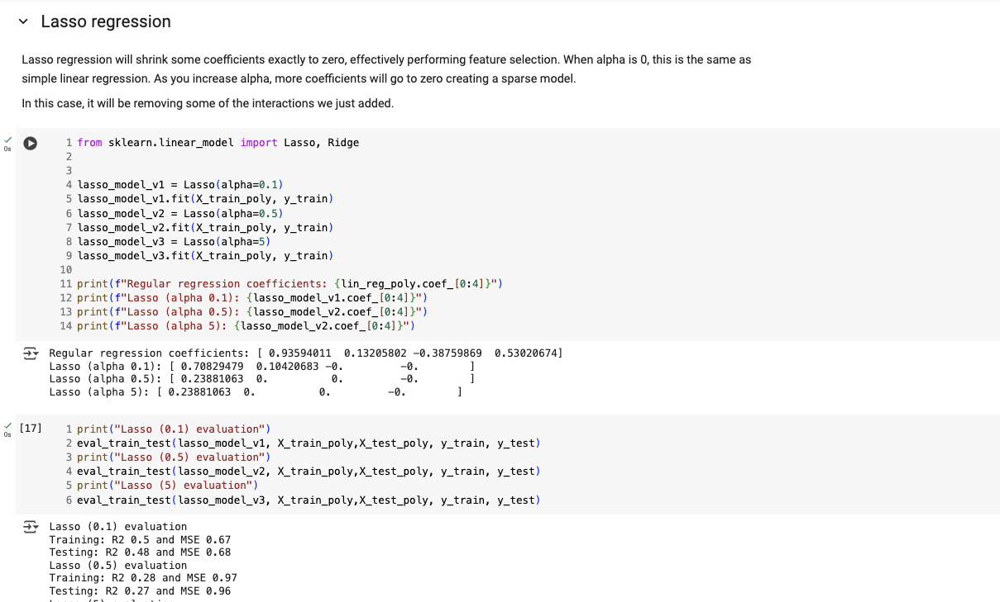 Lasso regression
Lasso regression will shrink some coefficients exactly to zero, effectively performing feature selection. When alpha is 0, this is the same as
simple linear regression. As you increase alpha, more coefficients will go to zero creating a sparse model.
In this case, it will be removing some of the interactions we just added.
0s
1 from sklearn.linear_model import Lasso, Ridge
2
3
4 lasso_model_v1 = Lasso(alpha=0.1)
5 lasso_model_v1.fit(X_train_poly, y_train)
6 lasso_model_v2 = Lasso(alpha=0.5)
7 lasso_model_v2.fit(X_train_poly, y_train)
8 lasso_model_v3 = Lasso(alpha=5)
9 lasso_model_v3.fit(X_train_poly, y_train)
10
11 print(f"Regular regression coefficients: {lin_reg_poly.coef_[0:4]}")
12 print(f"Lasso (alpha 0.1): {lasso_model_v1.coef_[0:4]}")
13 print(f"Lasso (alpha 0.5): {lasso_model_v2.coef_[0:4]}")
14 print(f"Lasso (alpha 5): {lasso_model_v2.coef_[0:4]}")
Regular regression coefficients: [ 0.93594011  0.13205802 -0.38759869  0.53020674]
Lasso (alpha 0.1): [ 0.70829479  0.10420683 -0.         -0.        ]
Lasso (alpha 0.5): [ 0.23881063  0.          0.         -0.        ]
Lasso (alpha 5): [ 0.23881063  0.          0.         -0.        ]
0s
[17]
1 print("Lasso (0.1) evaluation")
2 eval_train_test(lasso_model_v1, X_train_poly,X_test_poly, y_train, y_test)
3 print("Lasso (0.5) evaluation")
4 eval_train_test(lasso_model_v2, X_train_poly,X_test_poly, y_train, y_test)
5 print("Lasso (5) evaluation")
6 eval_train_test(lasso_model_v3, X_train_poly,X_test_poly, y_train, y_test)
Lasso (0.1) evaluation
Training: R2 0.5 and MSE 0.67
Testing: R2 0.48 and MSE 0.68
Lasso (0.5) evaluation
Training: R2 0.28 and MSE 0.97
Testing: R2 0.27 and MSE 0.96